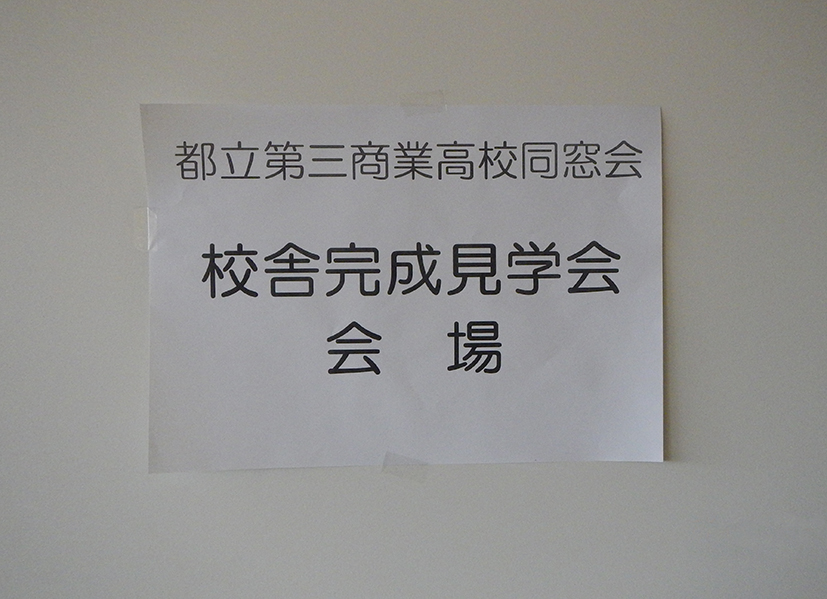 都立第三商業高校同窓会
校舎完成見学会
会　場